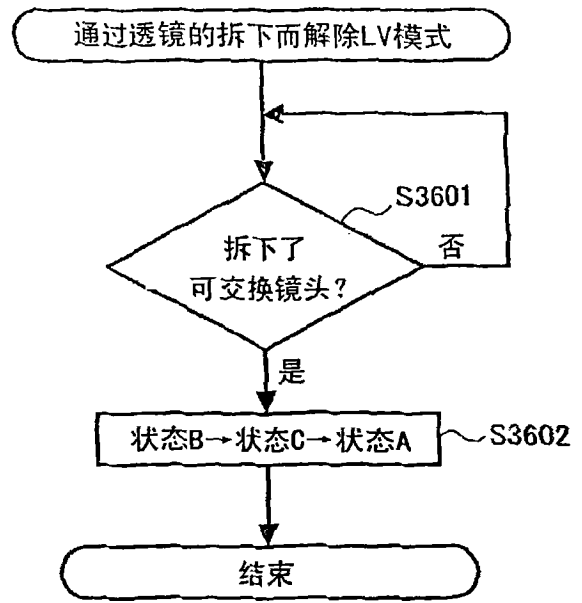 通过透镜的拆下而解除LV模式
S3601
拆下了
可交换镜头?
否
是
状态B→状态C→状态A
S3602
结束